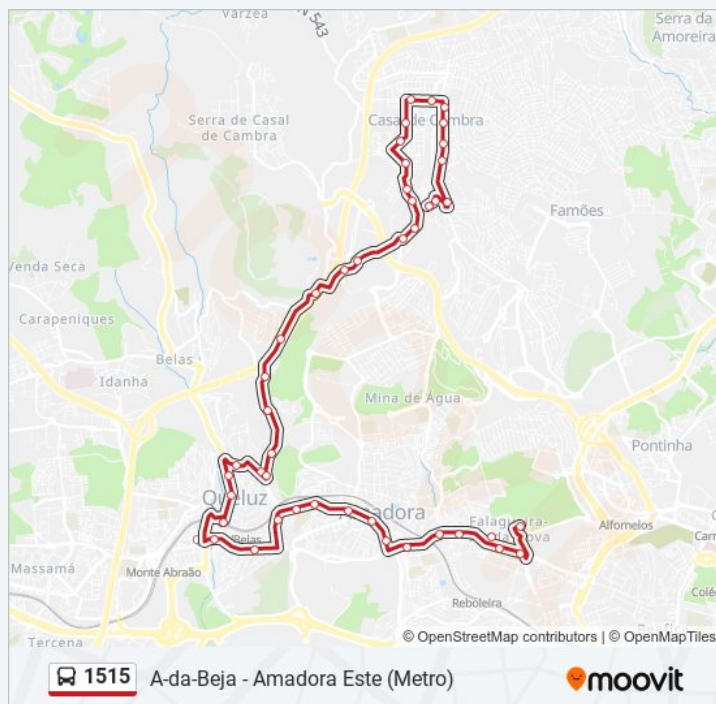 Varzea
N 543
Serra da
Amoreira
Serra de Casal
de Cambra
Casal de Cambra
Famões
Venda Seca
Carapeniques
Belas
Idanha
Mina de Água
Pontinha
Queluz
Amadora
Falagueira-
Alfornelos
Massamá
Monte Abraão
Reboleira
Tercena
© OpenStreetMap contributors | © OpenMapTiles
1515
A-da-Beja - Amadora Este (Metro)
moovit